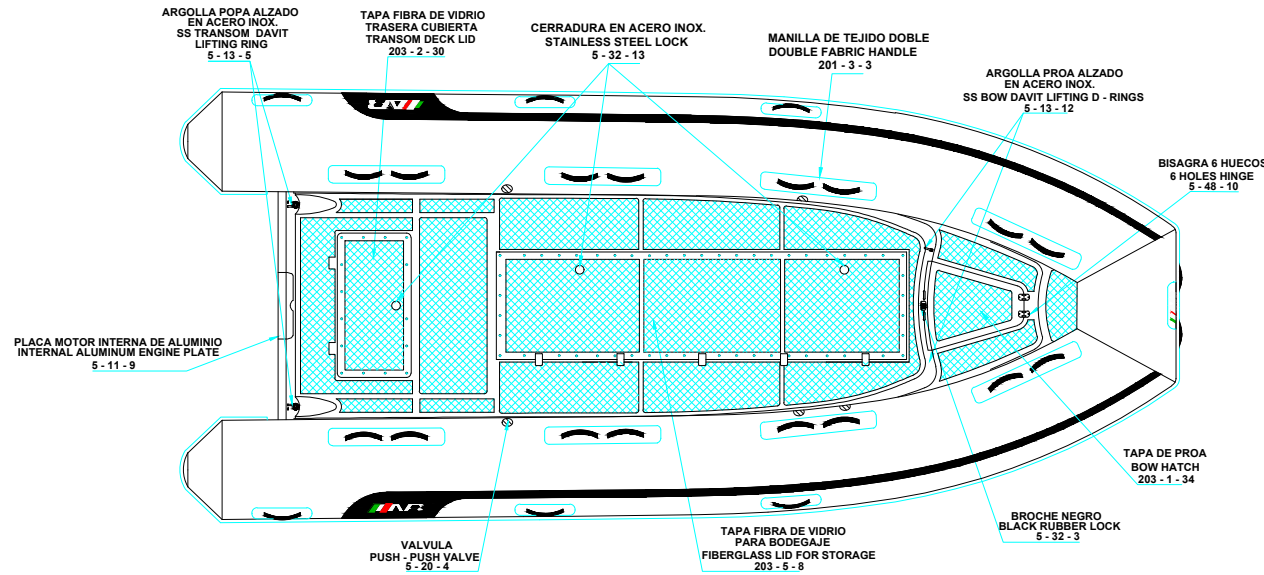 ARGOLLA POPA ALZADO
EN ACERO INOX.
SS TRANSOM DAVIT
LIFTING RING
5 - 13 - 5
TAPA FIBRA DE VIDRIO
TRASERA CUBIERTA
TRANSOM DECK LID
203 - 2 - 30
CERRADURA EN ACERO INOX.
STAINLESS STEEL LOCK
5 - 32 - 13
MANILLA DE TEJIDO DOBLE
DOUBLE FABRIC HANDLE
201 - 3 - 3
ARGOLLA PROA ALZADO
EN ACERO INOX.
SS BOW DAVIT LIFTING D - RINGS
5 - 13 - 12
BISAGRA 6 HUECOS
6 HOLES HINGE
5 - 48 - 10
PLACA MOTOR INTERNA DE ALUMINIO
INTERNAL ALUMINUM ENGINE PLATE
5 - 11 - 9
VALVULA
PUSH - PUSH VALVE
5 - 20 - 4
TAPA FIBRA DE VIDRIO
PARA BODEGAJE
FIBERGLASS LID FOR STORAGE
203 - 5 - 8
BROCHE NEGRO
BLACK RUBBER LOCK
5 - 32 - 3
TAPA DE PROA
BOW HATCH
203 - 1 - 34